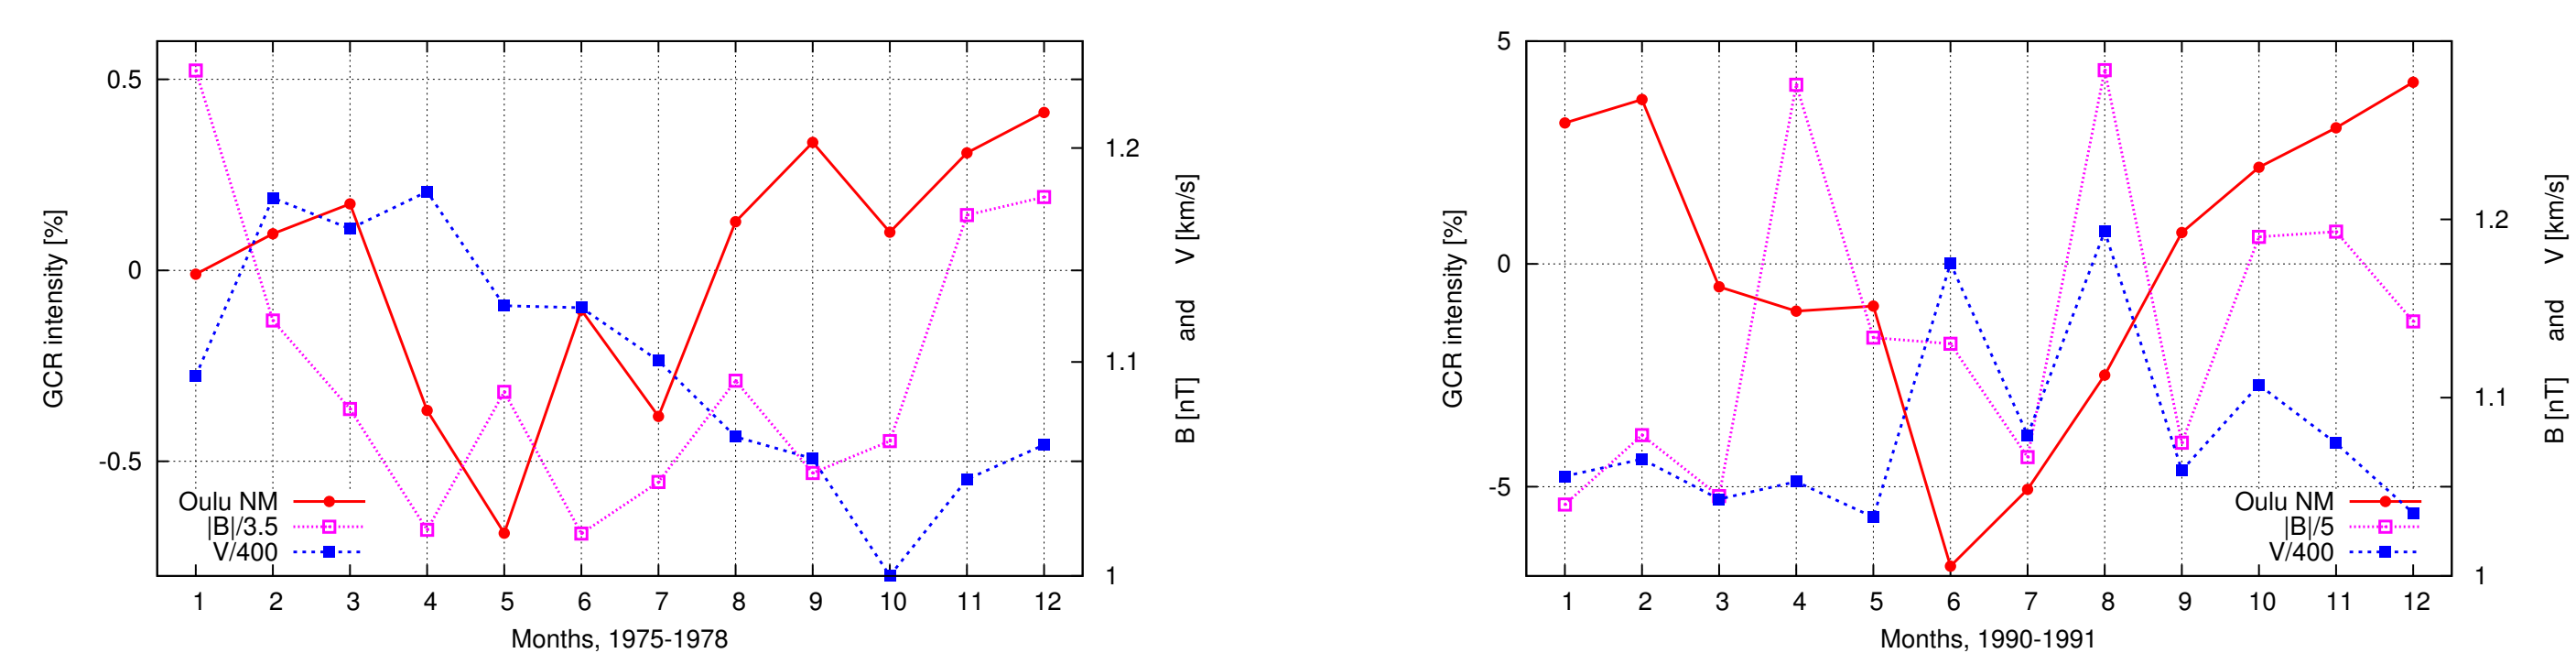 GCR intensity [%]
0.5
0
-0.5
Oulu NM
|B|/3.5
V/400
1 2 3 4 5 6 7 8 9 10 11 12
Months, 1975-1978
1.2
1.1
1
B [nT] and V [km/s]
GCR intensity [%]
5
0
-5
Oulu NM
|B|/5
V/400
1 2 3 4 5 6 7 8 9 10 11 12
Months, 1990-1991
1.2
1.1
1
B [nT] and V [km/s]